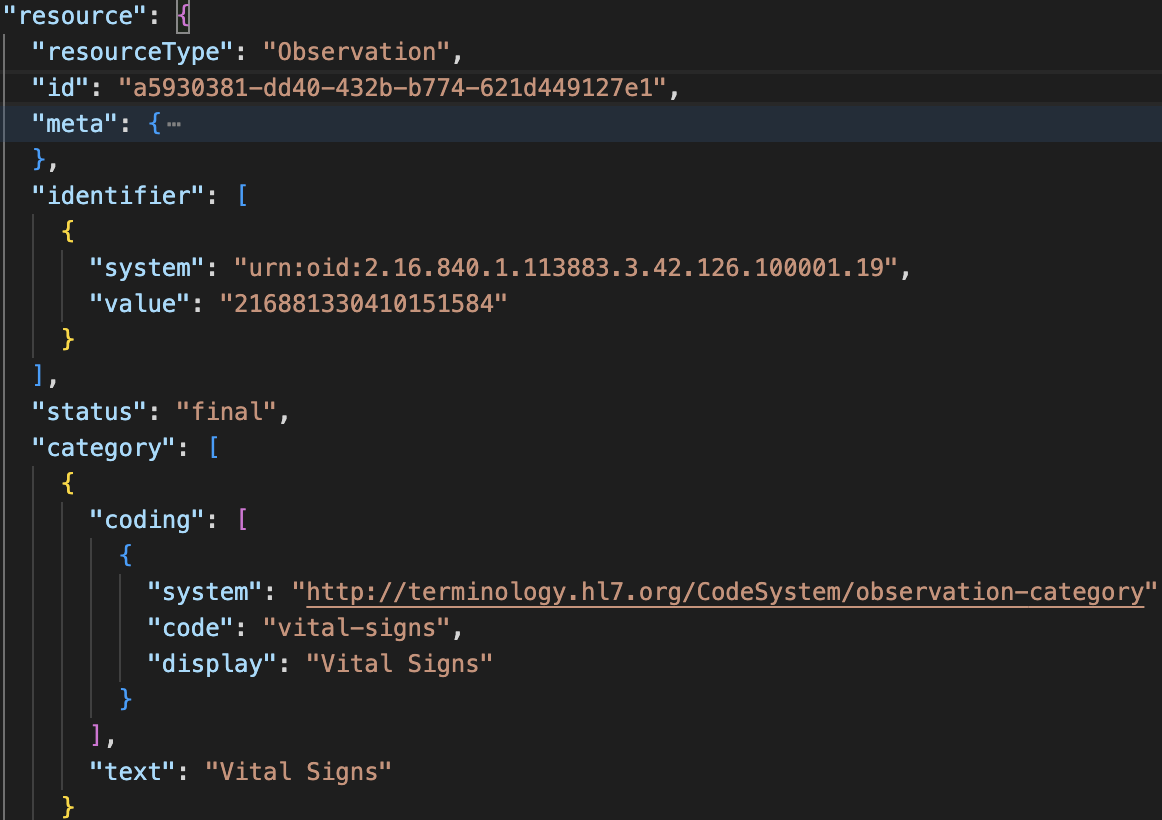 "resource": {
"resourceType": "Observation",
"id": "a5930381-dd40-432b-b774-621d449127e1",
"meta": {⋯
},
"identifier": [
{
"system": "urn:oid:2.16.840.1.113883.3.42.126.100001.19",
"value": "216881330410151584"
}
],
"status": "final",
"category": [
{
"coding": [
{
"system": "http://terminology.hl7.org/CodeSystem/observation-category"
"code": "vital-signs",
"display": "Vital Signs"
}
],
"text": "Vital Signs"
}